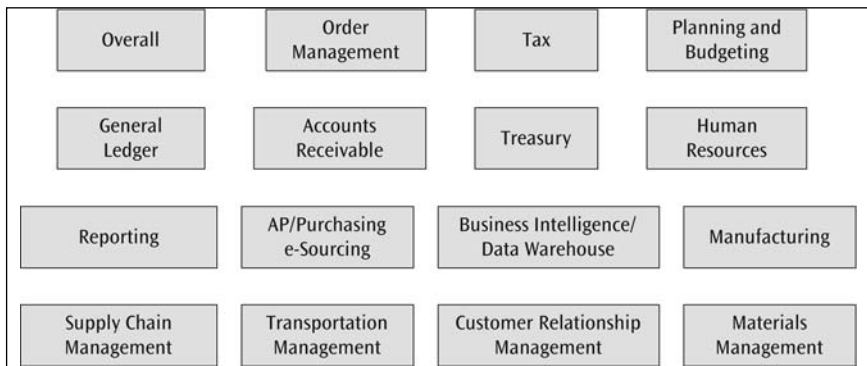 Overall
Order
Management
Tax
Planning and
Budgeting
General
Ledger
Accounts
Receivable
Treasury
Human
Resources
Reporting
AP/Purchasing
e-Sourcing
Business Intelligence/
Data Warehouse
Manufacturing
Supply Chain
Management
Transportation
Management
Customer Relationship
Management
Materials
Management